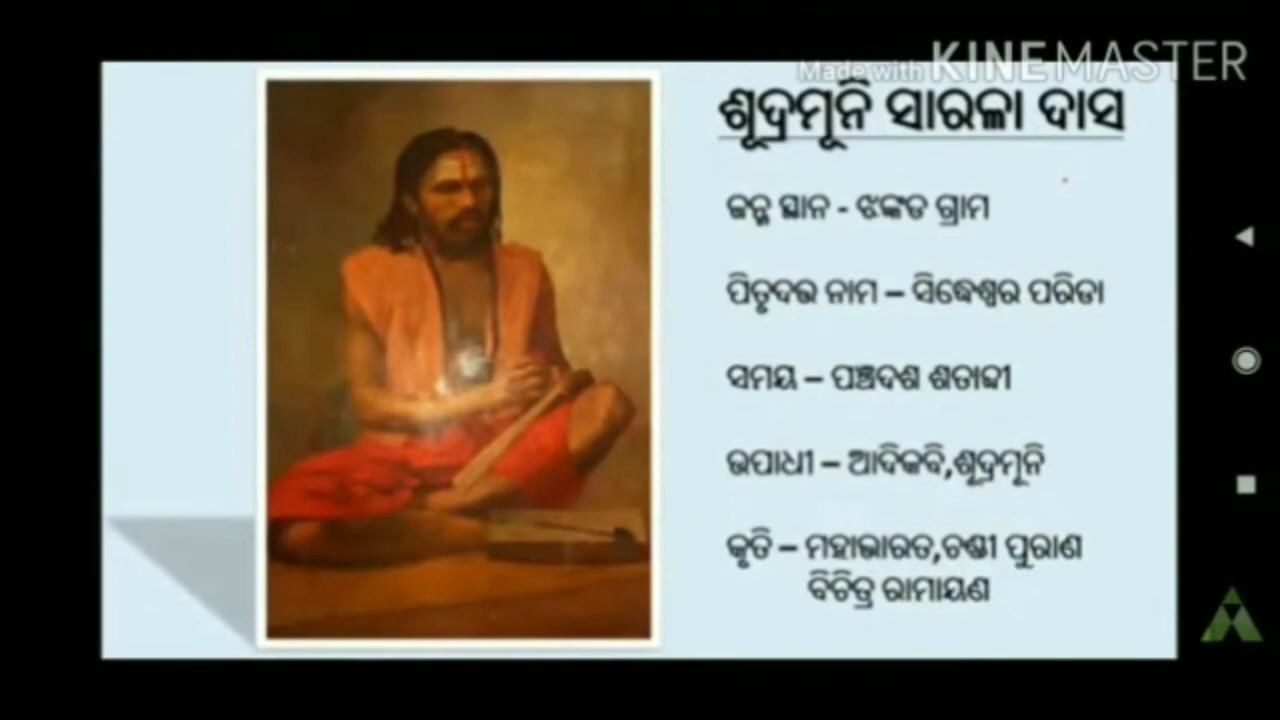 Made with KINEMASTER
ଶୂଦ୍ରମୂନି ସାରଳା ଦାସ
ଜନ୍ମ ସ୍ଥାନ - ଝଙ୍କଡ ଗ୍ରାମ
ପିତୃଦତ୍ତ ନାମ – ସିଦ୍ଧେଶ୍ୱର ପରିଡା
ସମୟ – ପଞ୍ଚଦଶ ଶତାବ୍ଦୀ
ଉପାଧୀ – ଆଦିକବି,ଶୂଦ୍ରମୂନି
କୃତି – ମହାଭାରତ,ଚଣ୍ଡୀ ପୁରାଣ
ବିଚିତ୍ର ରାମାୟଣ